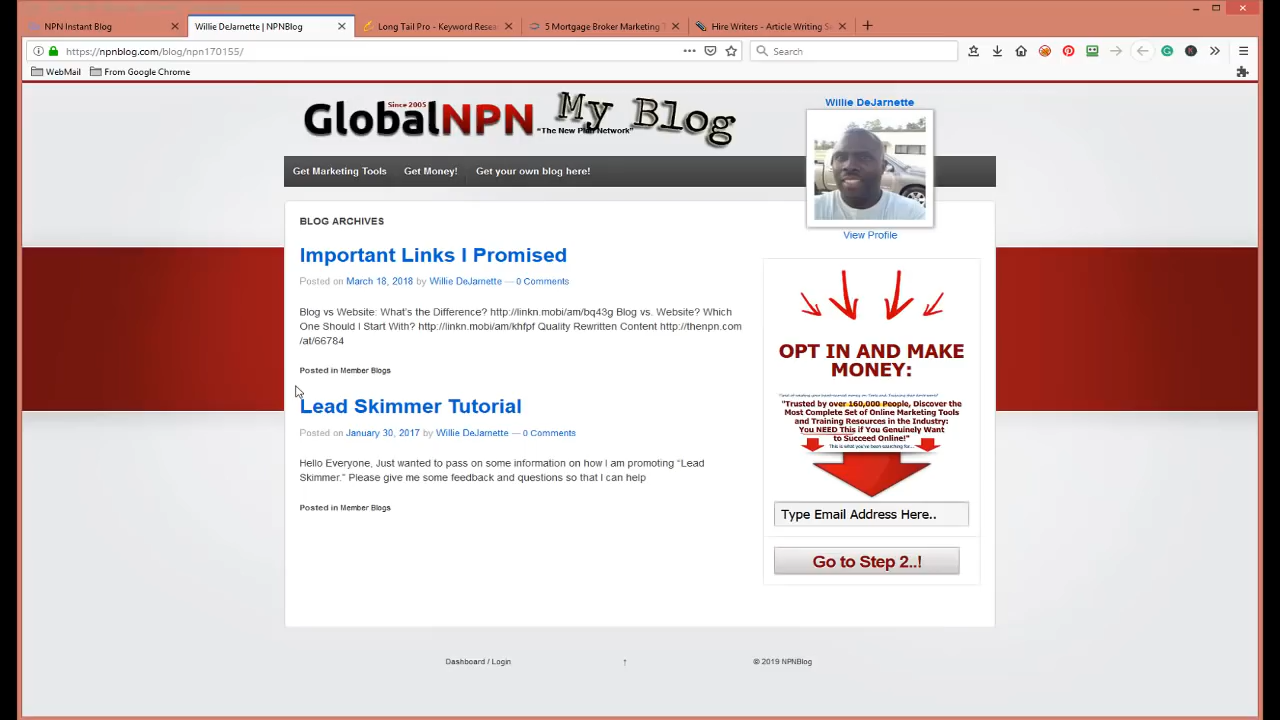 NPN Instant Blog
Willie DeJarnette | NPNBlog
Long Tail Pro - Keyword Resea
5 Mortgage Broker Marketing T
Hire Writers - Article Writing Se
https://npnblog.com/blog/npn170155/
Search
WebMail
From Google Chrome
Since 2005
GlobalNPN
My Blog
"The New Plan Network"
Willie DeJarnette
Get Marketing Tools
Get Money!
Get your own blog here!
View Profile
BLOG ARCHIVES
Important Links I Promised
Posted on March 18, 2018 by Willie DeJarnette — 0 Comments
Blog vs Website: What's the Difference? http://linkn.mobi/am/bq43g Blog vs. Website? Which
One Should I Start With? http://linkn.mobi/am/khfpf Quality Rewritten Content http://thenpn.com
/at/66784
Posted in Member Blogs
Lead Skimmer Tutorial
Posted on January 30, 2017 by Willie DeJarnette — 0 Comments
Hello Everyone, Just wanted to pass on some information on how I am promoting "Lead
Skimmer." Please give me some feedback and questions so that I can help
Posted in Member Blogs
OPT IN AND MAKE
MONEY:
"Trusted by over 160,000 People, Discover the
Most Complete Set of Online Marketing Tools
and Training Resources in the Industry:
You NEED This if You Genuinely Want
to Succeed Online!"
This is what you've been searching for...
Type Email Address Here..
Go to Step 2..!
Dashboard / Login
↑
© 2019 NPNBlog